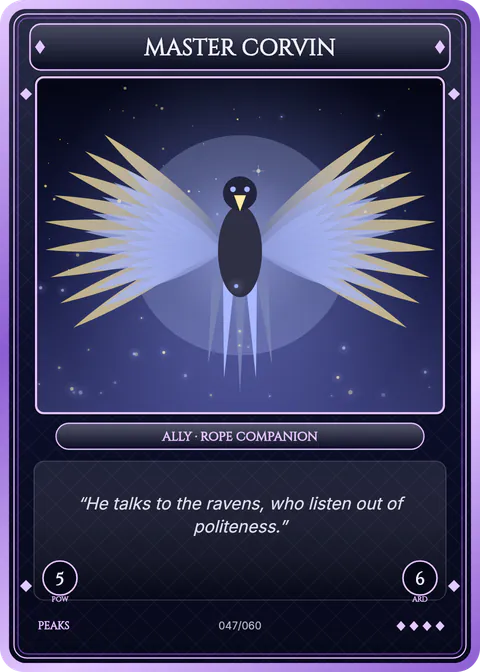 MASTER CORVIN
ALLY · ROPE COMPANION
“He talks to the ravens, who listen out of
politeness.”
5
POW
6
ARD
PEAKS
047/060